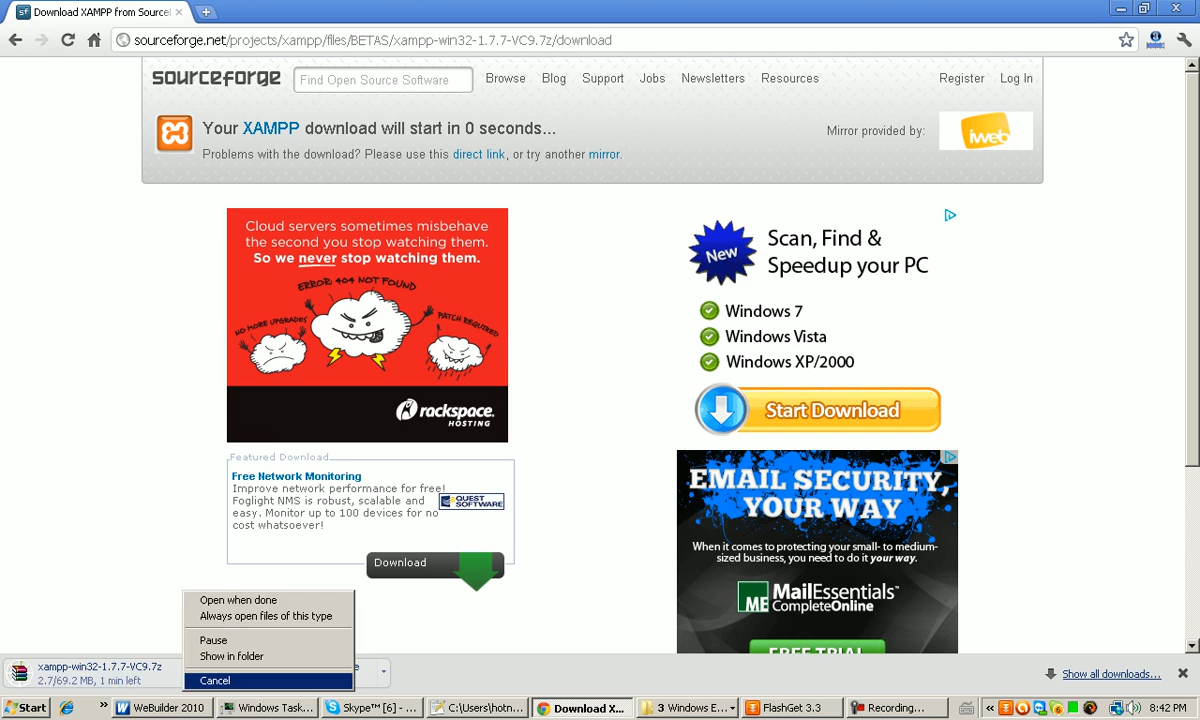 Download XAMPP from Source
sourceforge.net/projects/xampp/files/BETAS/xampp-win32-1.7.7-VC9.7z/download
sourceforge
Find Open Source Software
Browse Blog Support Jobs Newsletters Resources
Register Log In
Your XAMPP download will start in 0 seconds...
Problems with the download? Please use this direct link, or try another mirror.
Mirror provided by:
iweb
Cloud servers sometimes misbehave
the second you stop watching them.
So we never stop watching them.
ERROR: 404 NOT FOUND
NO MORE UPGRADES
PATCH REQUIRED
rackspace.
HOSTING
New
Scan, Find &
Speedup your PC
Windows 7
Windows Vista
Windows XP/2000
Start Download
Featured Download
Free Network Monitoring
Improve network performance for free!
Foglight NMS is robust, scalable and
easy. Monitor up to 100 devices for no
cost whatsoever!
QUEST
SOFTWARE
Download
EMAIL SECURITY,
YOUR WAY
When it comes to protecting your small- to medium-
sized business, you need to do it your way.
ME MailEssentials™
CompleteOnline
FREE TRIAL
Open when done
Always open files of this type
Pause
Show in folder
Cancel
xampp-win32-1.7.7-VC9.7z
2.7/69.2 MB, 1 min left
Show all downloads...
Start
WeBuilder 2010
Windows Task...
Skype™ [6] - ...
C:\Users\hotn...
Download X...
3 Windows E...
FlashGet 3.3
Recording...
8:42 PM